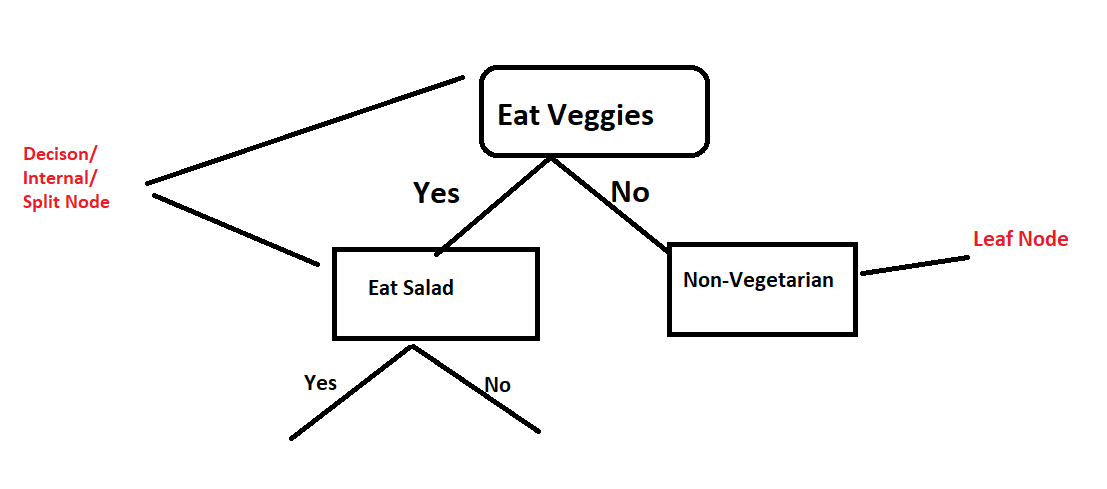 Eat Veggies
Decison/
Internal/
Split Node
Yes
No
Leaf Node
Eat Salad
Non-Vegetarian
Yes
No